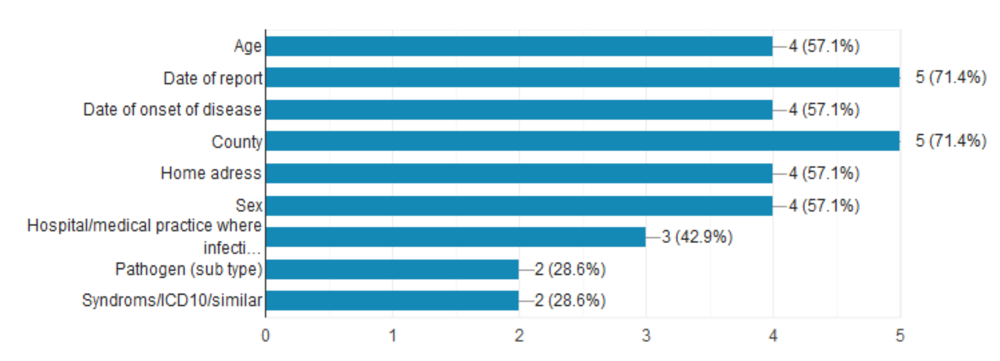 Age 4 (57.1%)
Date of report 5 (71.4%)
Date of onset of disease 4 (57.1%)
County 5 (71.4%)
Home adress 4 (57.1%)
Sex 4 (57.1%)
Hospital/medical practice where
infecti... 3 (42.9%)
Pathogen (sub type) 2 (28.6%)
Syndroms/ICD10/similar 2 (28.6%)
0 1 2 3 4 5